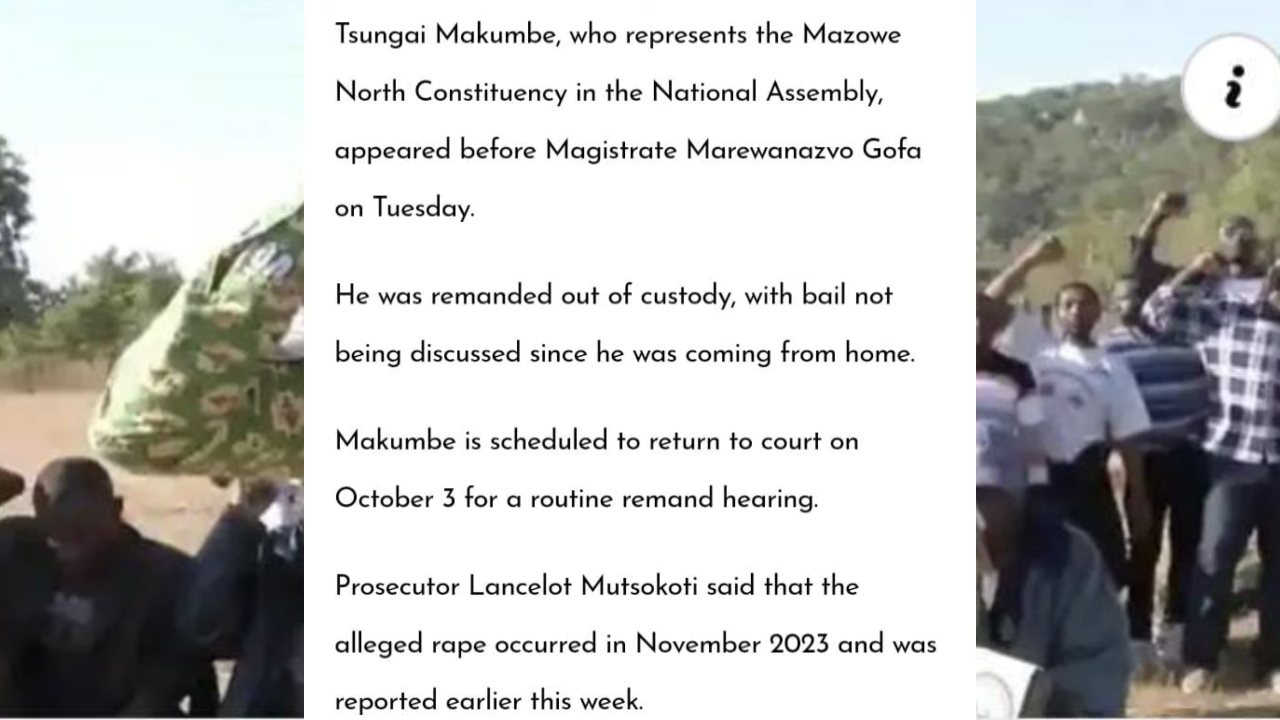 Tsungai Makumbe, who represents the Mazowe
North Constituency in the National Assembly,
appeared before Magistrate Marewanazvo Gofa
on Tuesday.
He was remanded out of custody, with bail not
being discussed since he was coming from home.
Makumbe is scheduled to return to court on
October 3 for a routine remand hearing.
Prosecutor Lancelot Mutsokoti said that the
alleged rape occurred in November 2023 and was
reported earlier this week.
i